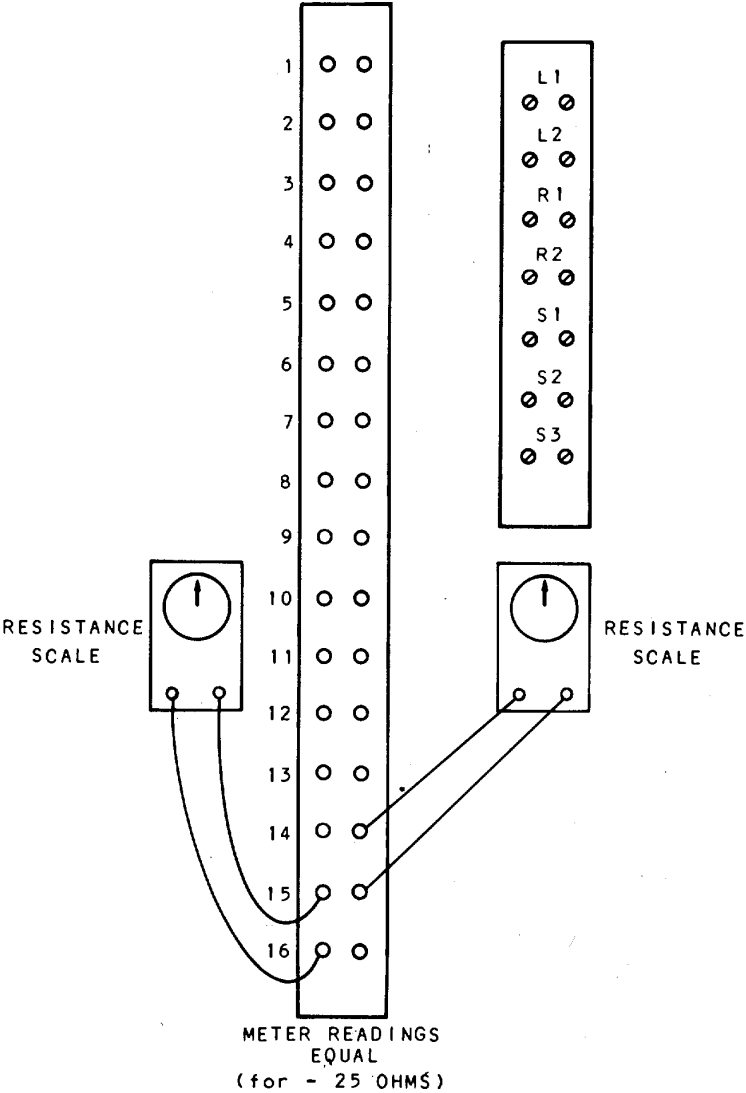 1
2
3
4
5
6
7
8
9
10
11
12
13
14
15
16
L1
L2
R1
R2
S1
S2
S3
RESISTANCE
SCALE
RESISTANCE
SCALE
METER READINGS
EQUAL
(for - 25 OHMS)